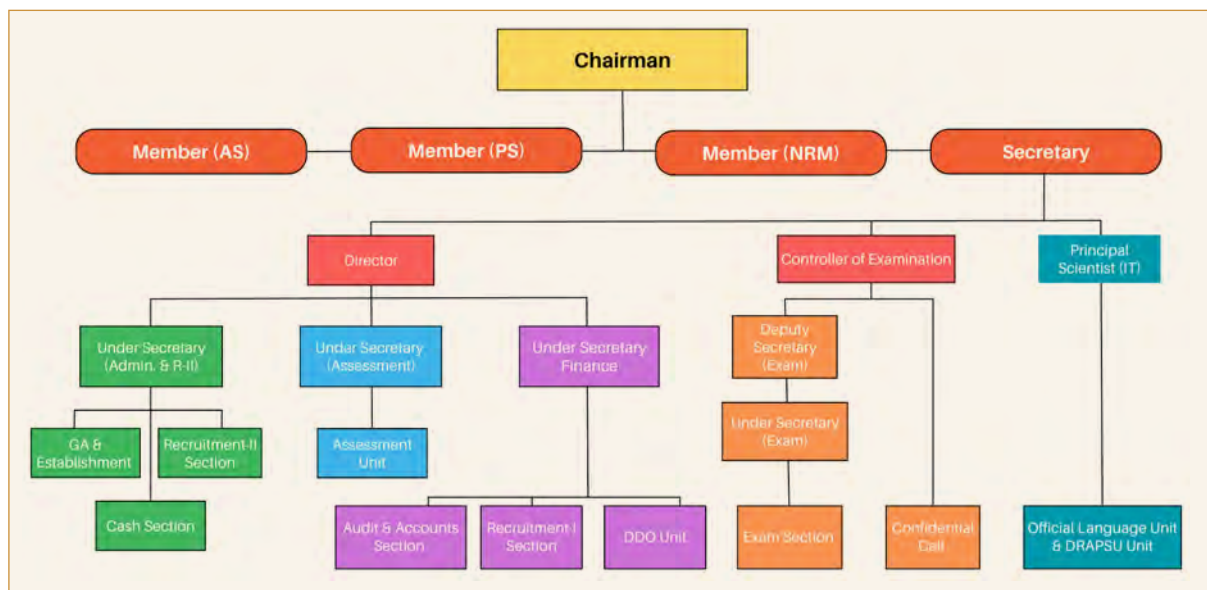 Chairman
Member (AS)
Member (PS)
Member (NRM)
Secretary
Director
Controller of Examination
Principal
Scientist (IT)
Under Secretary
(Admin. & R-II)
Under Secretary
(Assessment)
Under Secretary
Finance
Deputy
Secretary
(Exam)
Under Secretary
(Exam)
GA &
Establishment
Recruitment-II
Section
Assessment
Unit
Cash Section
Audit & Accounts
Section
Recruitment-I
Section
DDO Unit
Exam Section
Confidential
Cell
Official Language Unit
& DRAPSU Unit